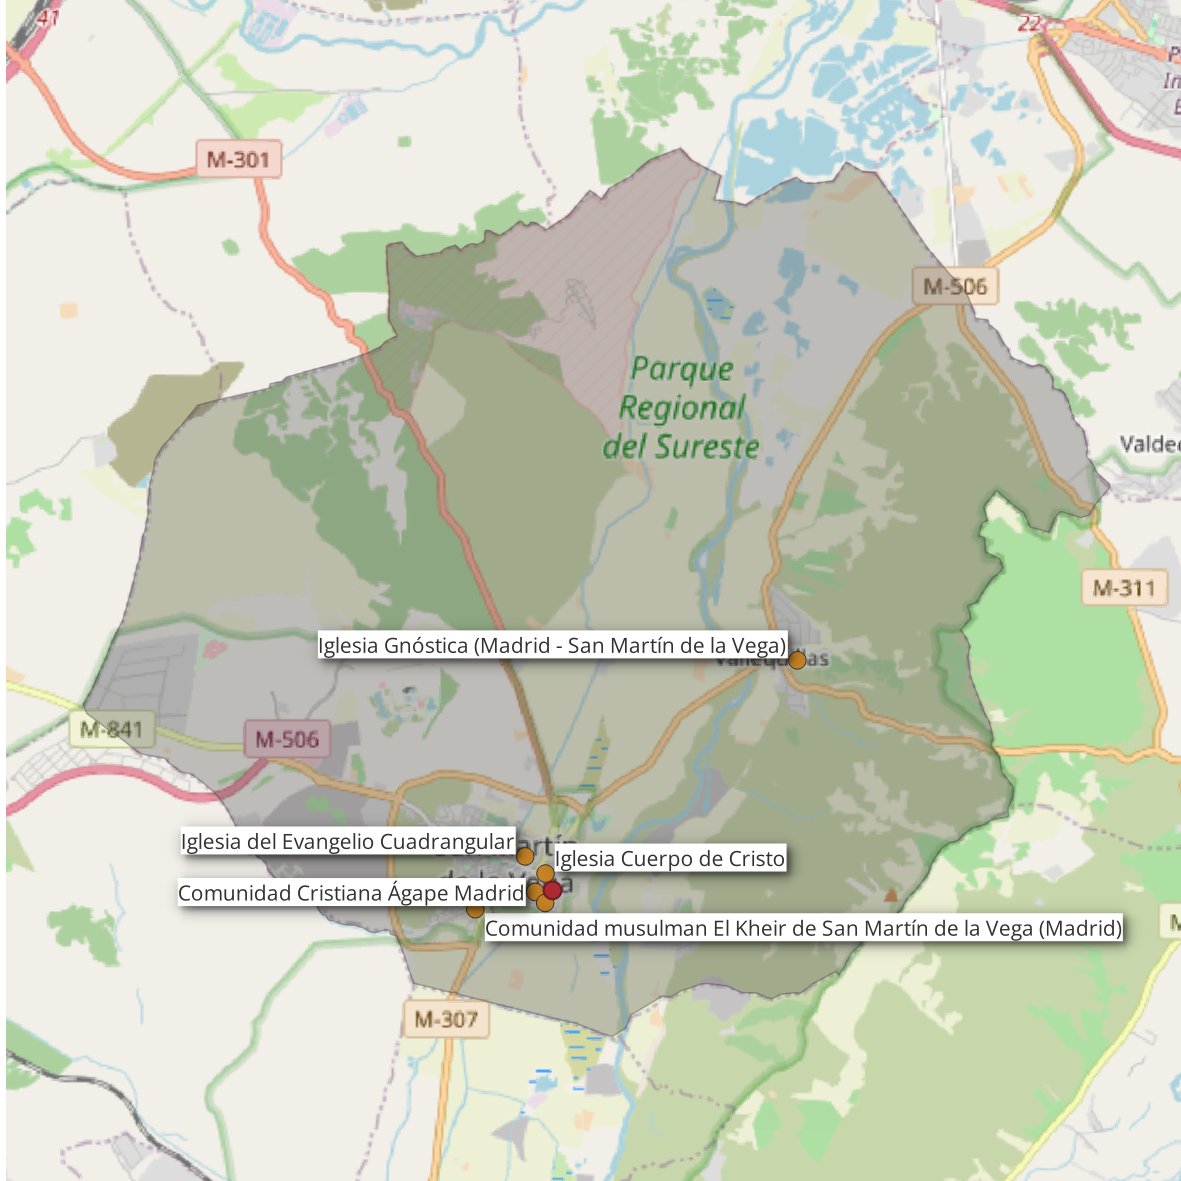 41
22
M-301
M-506
Parque
Regional
del Sureste
M-311
Iglesia Gnóstica (Madrid - San Martín de la Vega)
M-841
M-506
Iglesia del Evangelio Cuadrangular
Iglesia Cuerpo de Cristo
Comunidad Cristiana Ágape Madrid
Comunidad musulman El Kheir de San Martín de la Vega (Madrid)
M-307